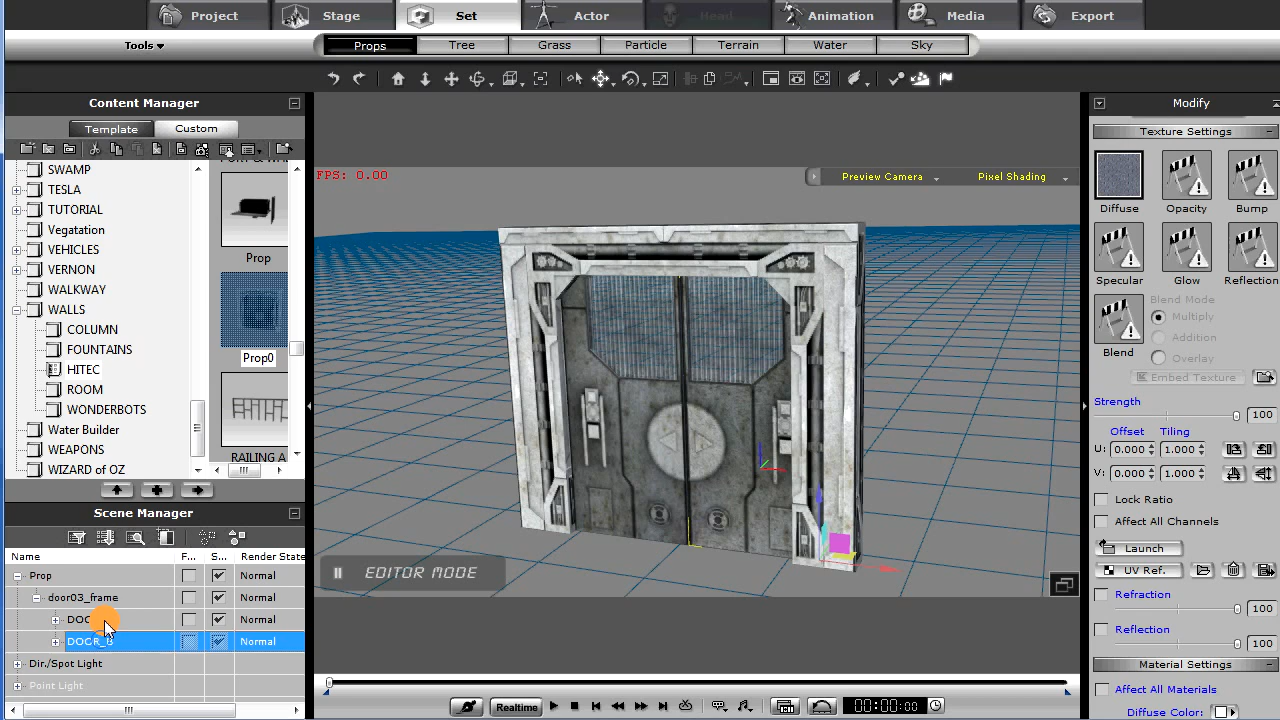 Project Stage Set Actor Head Animation Media Export
Tools Props Tree Grass Particle Terrain Water Sky
Content Manager
Template Custom
SWAMP
TESLA
TUTORIAL
Vegatation
VEHICLES
VERNON
WALKWAY
WALLS
COLUMN
FOUNTAINS
HITEC
ROOM
WONDERBOTS
Water Builder
WEAPONS
WIZARD of OZ
Prop
Prop0
RAILING A
Scene Manager
Name F... S... Render State
Prop Normal
door03_frame Normal
Normal
DOOR_B Normal
Dir./Spot Light
Point Light
FPS: 0.00
Preview Camera Pixel Shading
EDITOR MODE
Realtime 00:00:00
Modify
Texture Settings
Diffuse Opacity Bump
Specular Glow Reflection
Blend
Blend Mode
Multiply
Addition
Overlay
Embed Texture
Strength
100
Offset Tiling
U: 0.000 1.000
V: 0.000 1.000
Lock Ratio
Affect All Channels
Launch
UV Ref.
Refraction
100
Reflection
100
Material Settings
Affect All Materials
Diffuse Color: